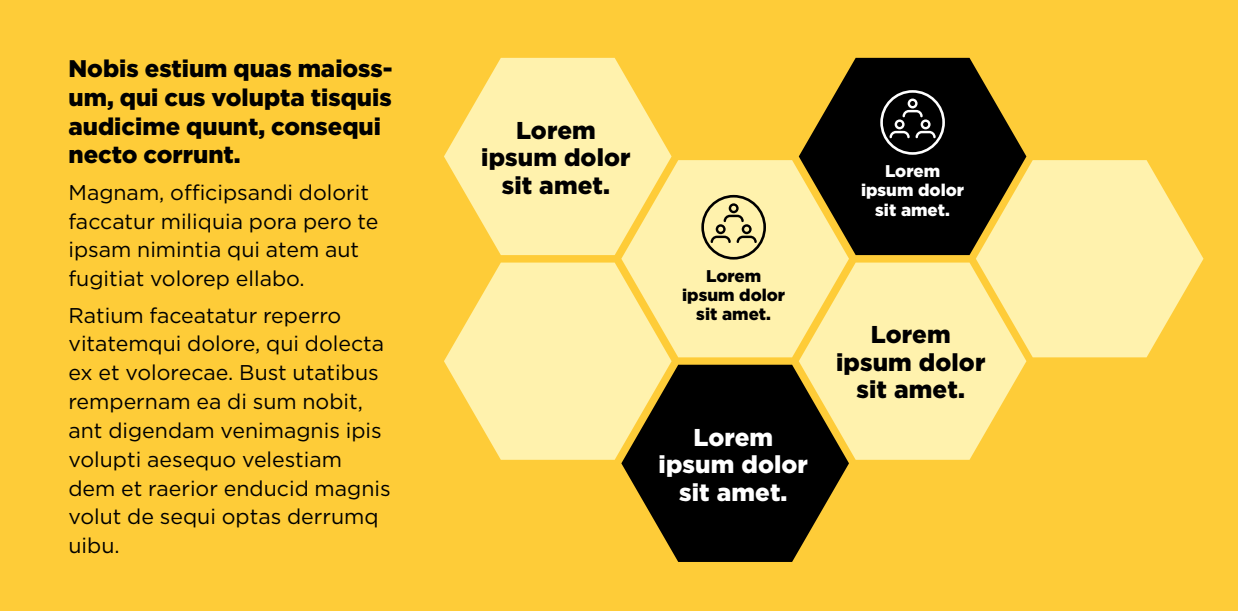 Nobis estium quas maioss-
um, qui cus volupta tisquis
audicime quunt, consequi
necto corrunt.
Magnam, officipsandi dolorit
faccatur miliquia pora pero te
ipsam nimintia qui atem aut
fugitiat volorep ellabo.
Ratium faceatatur reperro
vitatemqui dolore, qui dolecta
ex et volorecae. Bust utatibus
rempernam ea di sum nobit,
ant digendam venimagnis ipis
volupti aesequo velestiam
dem et raerior enducid magnis
volut de sequi optas derrumq
uibu.
Lorem
ipsum dolor
sit amet.
Lorem
ipsum dolor
sit amet.
Lorem
ipsum dolor
sit amet.
Lorem
ipsum dolor
sit amet.
Lorem
ipsum dolor
sit amet.